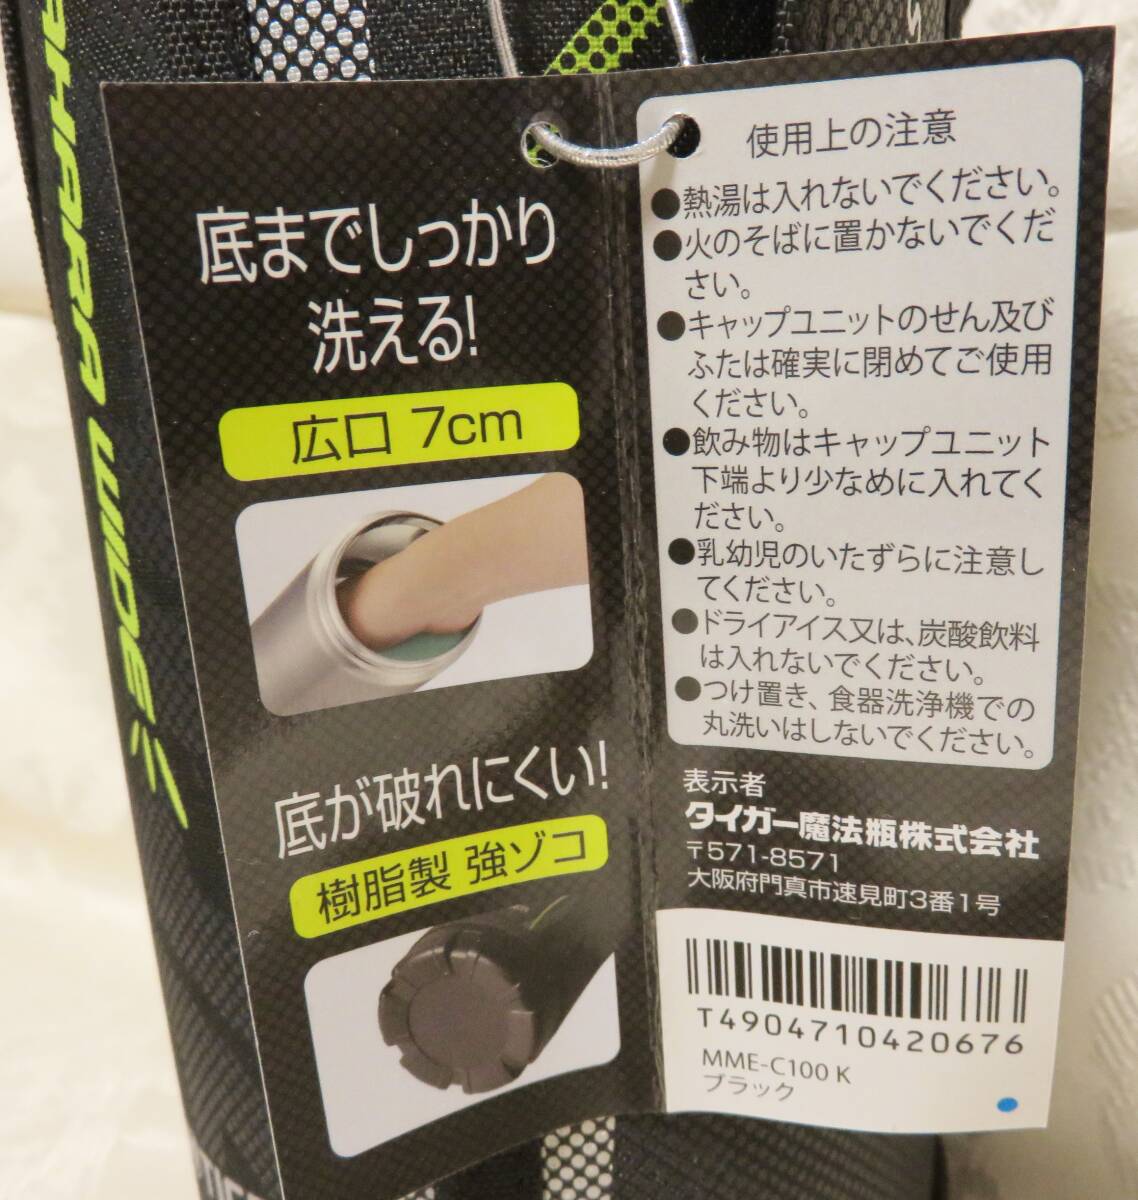 AHARA WIDE
底までしっかり
洗える!
広口 7cm
底が破れにくい!
樹脂製 強ゾコ
使用上の注意
●熱湯は入れないでください。
●火のそばに置かないでくだ
さい。
●キャップユニットのせん及び
ふたは確実に閉めてご使用
ください。
●飲み物はキャップユニット
下端より少なめに入れてく
ださい。
●乳幼児のいたずらに注意し
てください。
●ドライアイス又は、炭酸飲料
は入れないでください。
●つけ置き、食器洗浄機での
丸洗いはしないでください。
表示者
タイガー魔法瓶株式会社
〒571-8571
大阪府門真市速見町3番1号
T4904710420676
MME-C100 K
ブラック